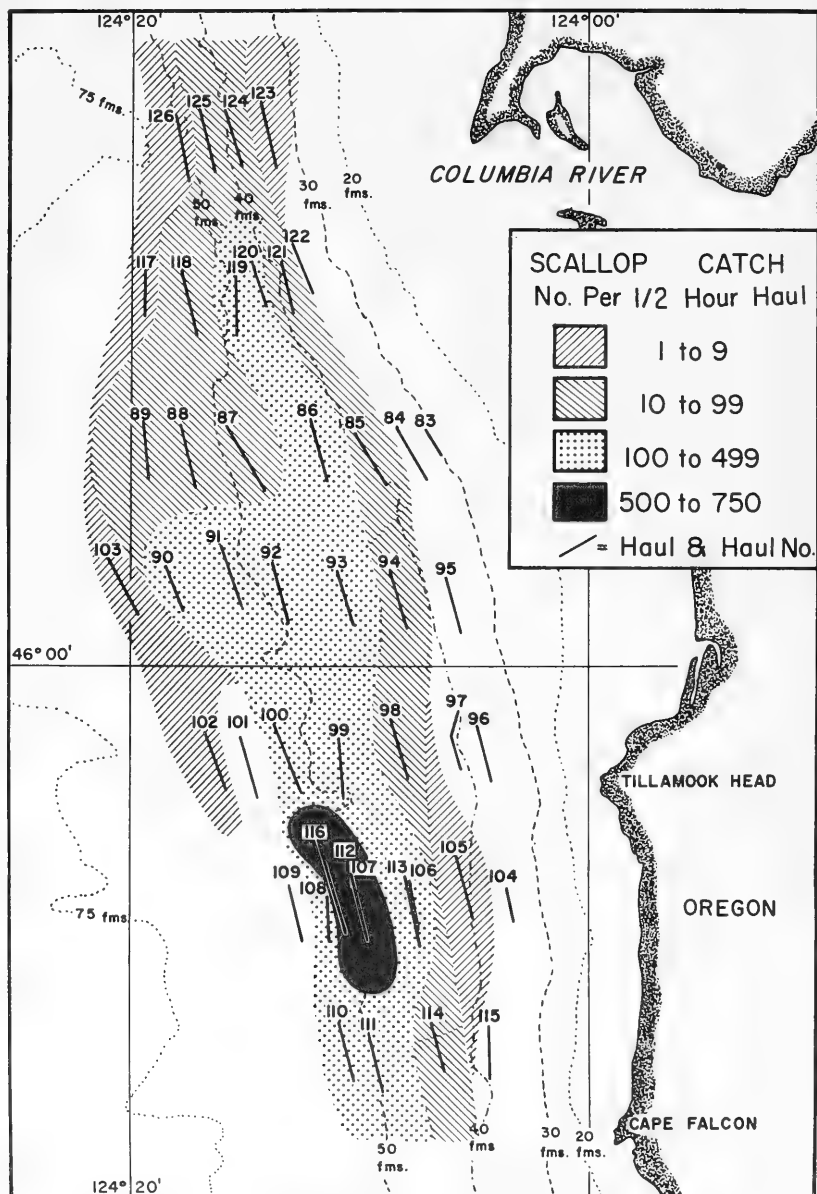 124°20'
124°00'
75 fms.
126
125
124
123
50 fms.
40 fms.
30 fms.
20 fms.
COLUMBIA RIVER
SCALLOP CATCH
No. Per 1/2 Hour Haul
1 to 9
10 to 99
100 to 499
500 to 750
= Haul & Haul No.
117
118
119
120
121
122
89
88
87
86
85
84
83
103
90
91
92
93
94
95
46°00'
102
101
100
99
98
97
96
TILLAMOOK HEAD
116
112
107
109
108
113
106
105
104
75 fms.
OREGON
110
111
114
115
CAPE FALCON
50 fms.
40 fms.
30 fms.
20 fms.
124°20'